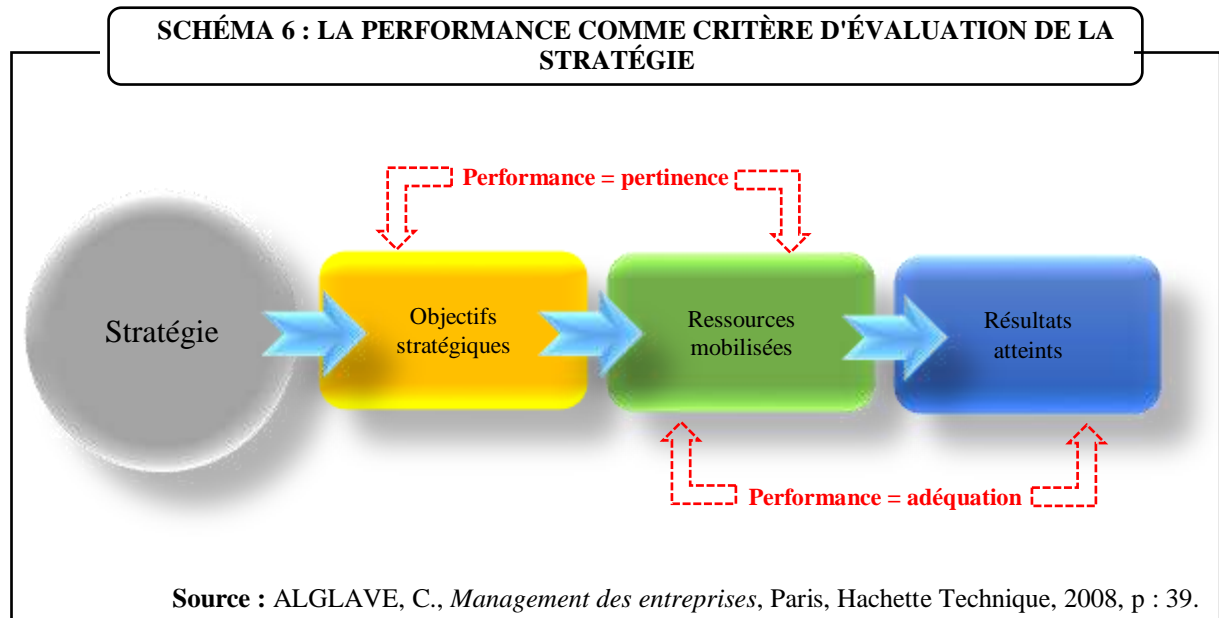 SCHÉMA 6 : LA PERFORMANCE COMME CRITÈRE D'ÉVALUATION DE LA
STRATÉGIE
Performance = pertinence
Stratégie
Objectifs
stratégiques
Ressources
mobilisées
Résultats
atteints
Performance = adéquation
Source : ALGLAVE, C., Management des entreprises, Paris, Hachette Technique, 2008, p : 39.